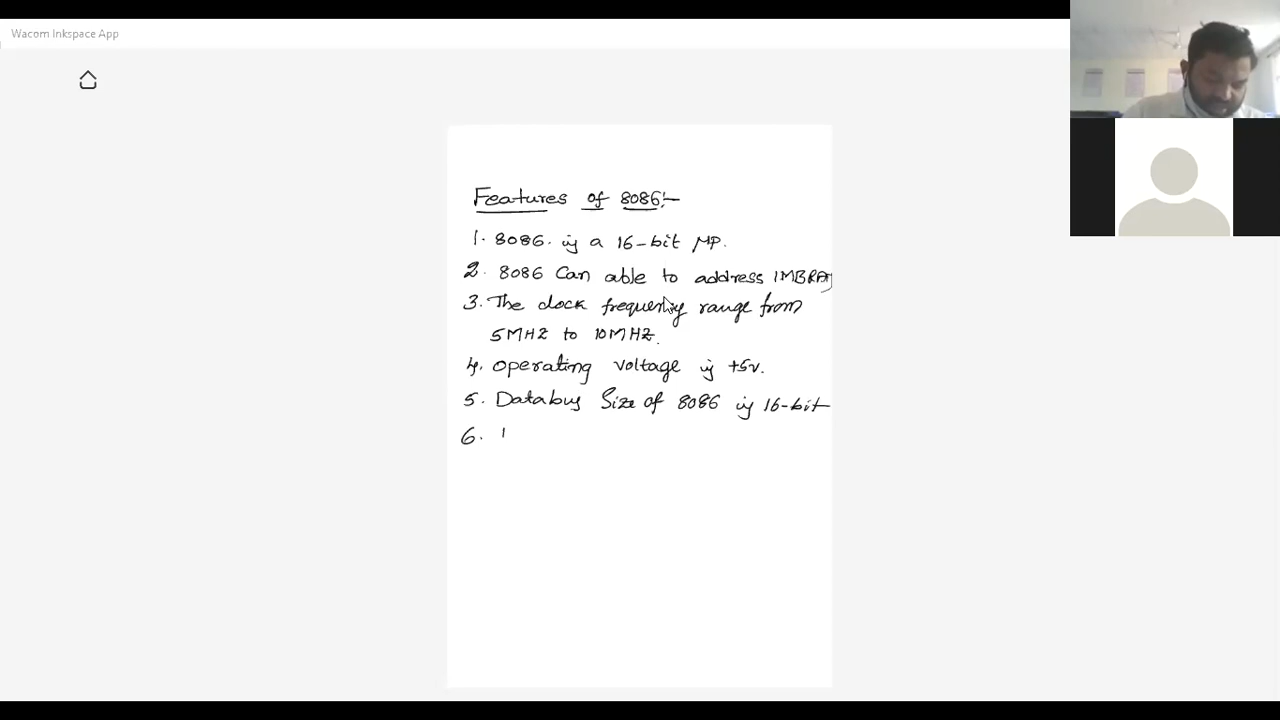 Wacom Inkspace App
Features of 8086:-
1. 8086. is a 16-bit MP.
2. 8086 Can able to address 1MBRAM
3. The clock frequency range from
5MHZ to 10MHZ.
4. Operating voltage is +5v.
5. Databus Size of 8086 is 16-bit
6. I